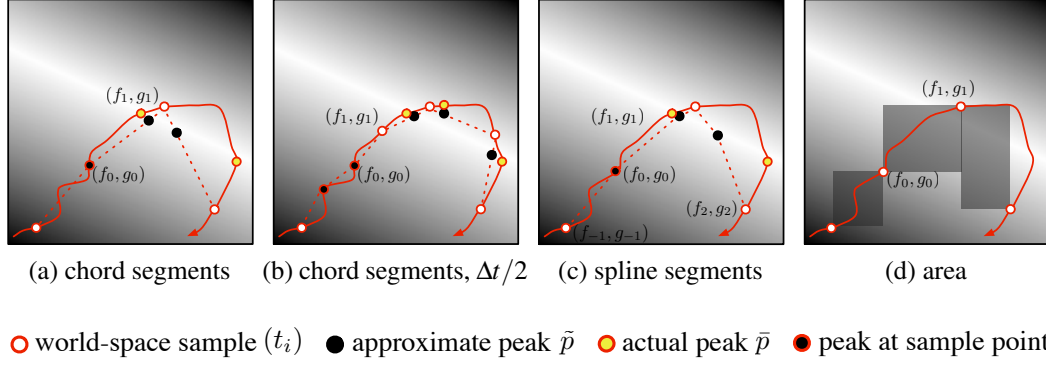 (f₁, g₁)
(f₀, g₀)
(a) chord segments
(f₁, g₁)
(f₀, g₀)
(b) chord segments, Δt/2
(f₁, g₁)
(f₀, g₀)
(f₂, g₂)
(f₋₁, g₋₁)
(c) spline segments
(f₁, g₁)
(f₀, g₀)
(d) area
world-space sample (tᵢ) approximate peak p̃ actual peak p̄ peak at sample point